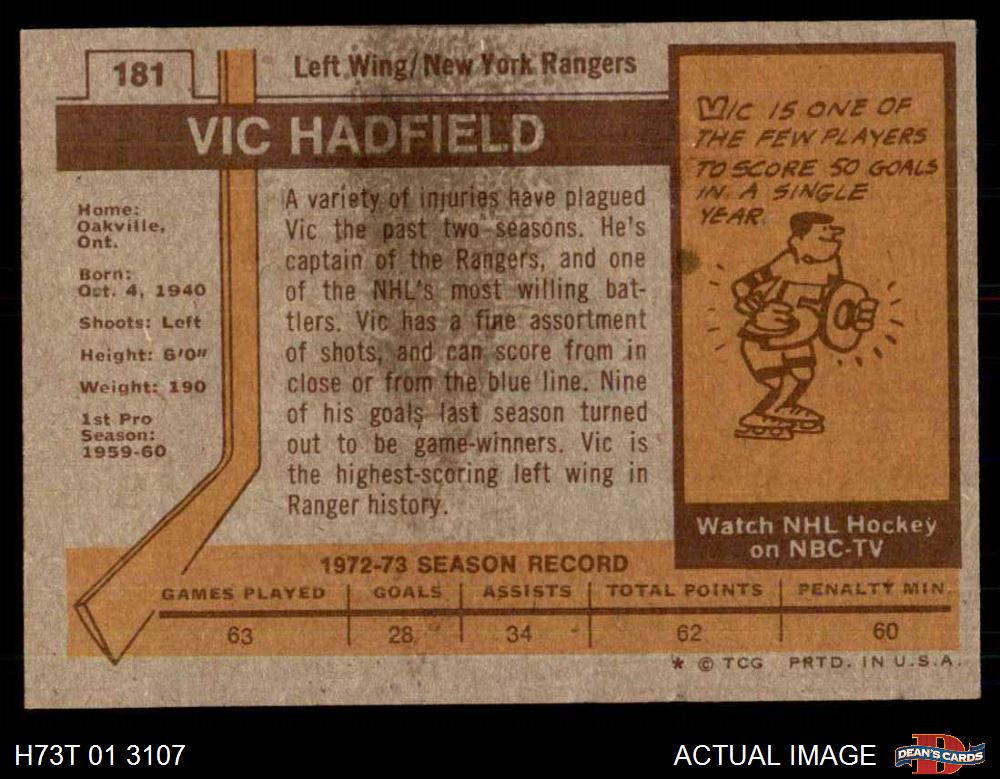 181
Left Wing/New York Rangers
VIC HADFIELD
Home:
Oakville,
Ont.
Born:
Oct. 4, 1940
Shoots: Left
Height: 6'0"
Weight: 190
1st Pro
Season:
1959-60
A variety of injuries have plagued
Vic the past two seasons. He's
captain of the Rangers, and one
of the NHL's most willing bat-
tlers. Vic has a fine assortment
of shots, and can score from in
close or from the blue line. Nine
of his goals last season turned
out to be game-winners. Vic is
the highest-scoring left wing in
Ranger history.
VIC IS ONE OF
THE FEW PLAYERS
TO SCORE 50 GOALS
IN A SINGLE
YEAR.
50
Watch NHL Hockey
on NBC-TV
1972-73 SEASON RECORD
GAMES PLAYED GOALS ASSISTS TOTAL POINTS PENALTY MIN.
63 28 34 62 60
* © TCG PRTD. IN U.S.A.
H73T 01 3107
ACTUAL IMAGE
D
DEAN'S CARDS